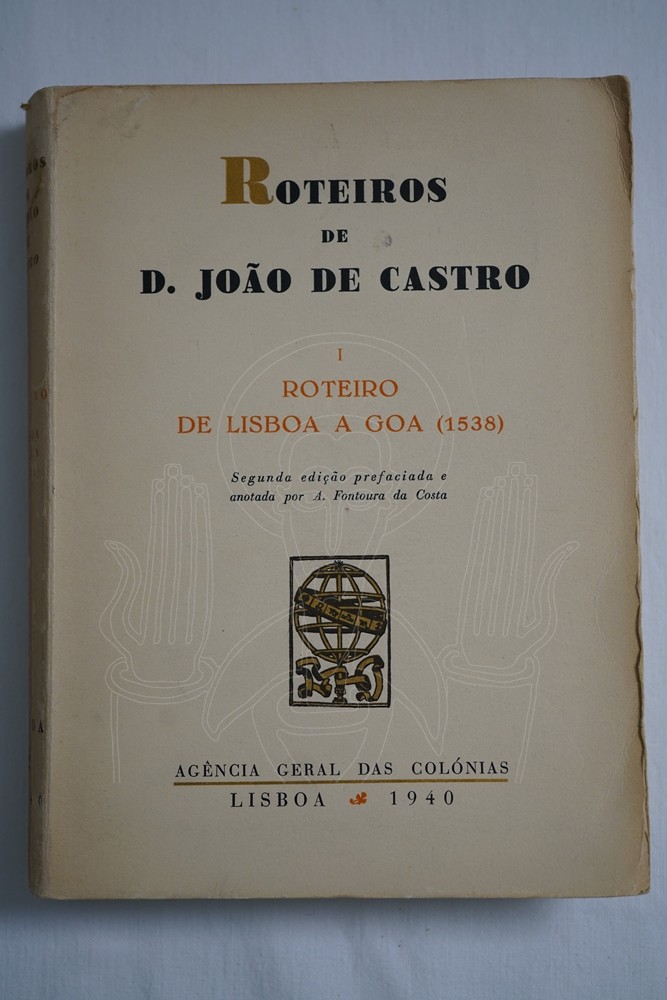 ROTEIROS
DE
D. JOÃO DE CASTRO
I
ROTEIRO
DE LISBOA A GOA (1538)
Segunda edição prefaciada e
anotada por A. Fontoura da Costa
AGÊNCIA GERAL DAS COLÓNIAS
LISBOA 1940